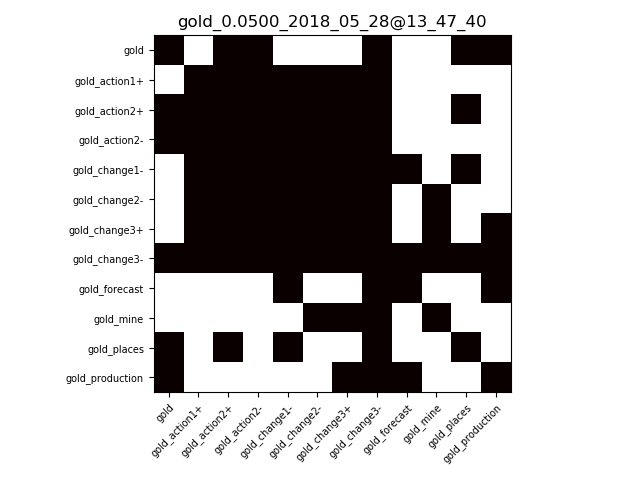 gold_0.0500_2018_05_28@13_47_40
gold
gold_action1+
gold_action2+
gold_action2-
gold_change1-
gold_change2-
gold_change3+
gold_change3-
gold_forecast
gold_mine
gold_places
gold_production
gold
gold_action1+
gold_action2+
gold_action2-
gold_change1-
gold_change2-
gold_change3+
gold_change3-
gold_forecast
gold_mine
gold_places
gold_production